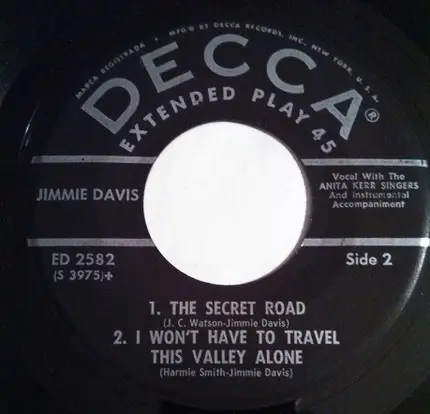 MARCA REGISTRADA • MFG'D BY DECCA RECORDS, INC., NEW YORK, U. S. A.
DECCA®
EXTENDED PLAY 45
JIMMIE DAVIS
Vocal With The
ANITA KERR SINGERS
And Instrumental
Accompaniment
ED 2582
(S 3975)✢
Side 2
1. THE SECRET ROAD
(J. C. Watson-Jimmie Davis)
2. I WON'T HAVE TO TRAVEL
THIS VALLEY ALONE
(Harmie Smith-Jimmie Davis)